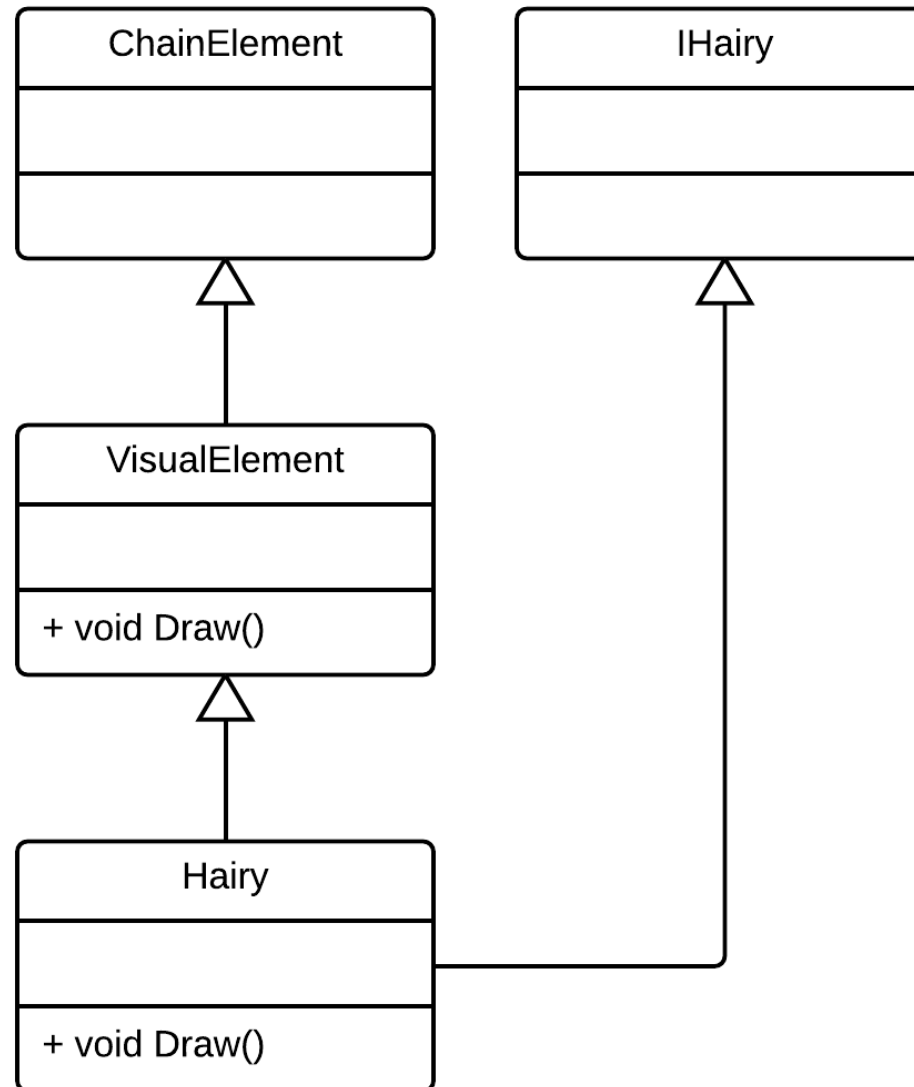 ChainElement
IHairy
VisualElement
+ void Draw()
Hairy
+ void Draw()